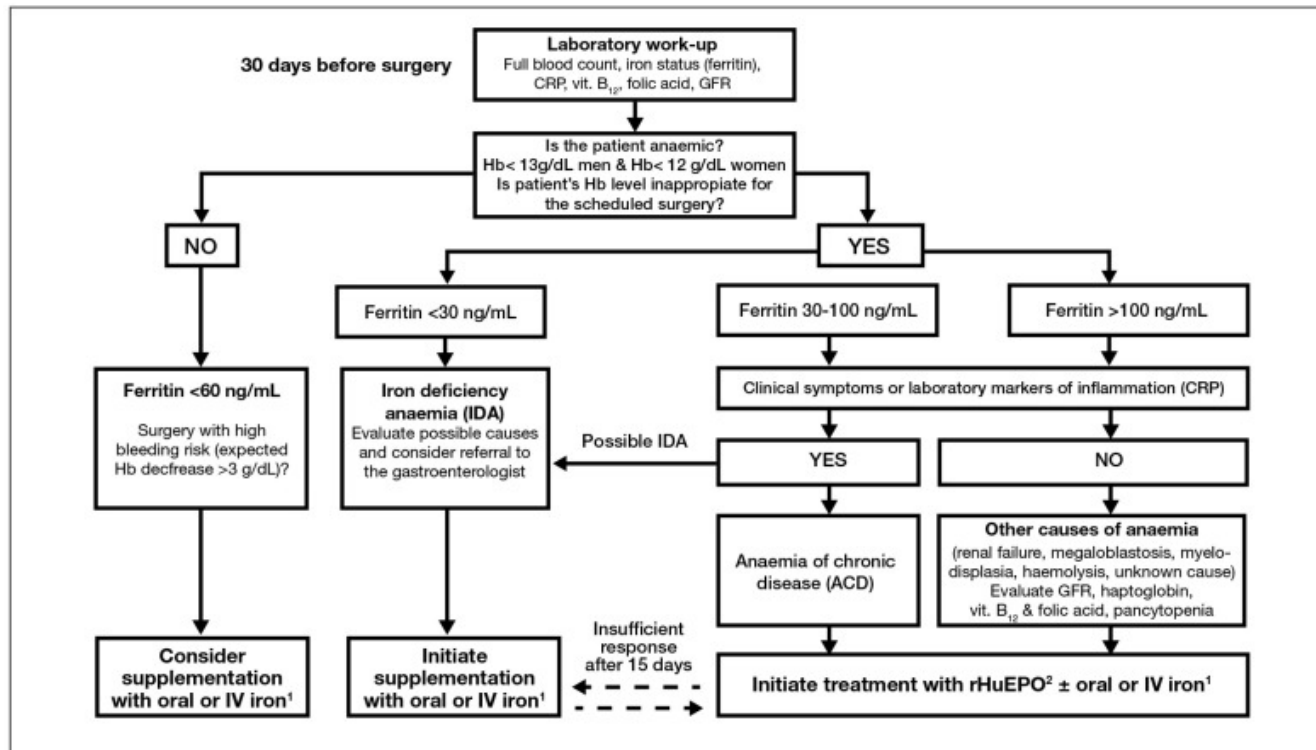 30 days before surgery
Laboratory work-up
Full blood count, iron status (ferritin),
CRP, vit. B12, folic acid, GFR
Is the patient anaemic?
Hb< 13g/dL men & Hb< 12 g/dL women
Is patient's Hb level inappropiate for
the scheduled surgery?
NO
YES
Ferritin <30 ng/mL
Ferritin 30-100 ng/mL
Ferritin >100 ng/mL
Ferritin <60 ng/mL
Surgery with high
bleeding risk (expected
Hb decfrease >3 g/dL)?
Iron deficiency
anaemia (IDA)
Evaluate possible causes
and consider referral to
the gastroenterologist
Clinical symptoms or laboratory markers of inflammation (CRP)
Possible IDA
YES
NO
Anaemia of chronic
disease (ACD)
Other causes of anaemia
(renal failure, megaloblastosis, myelo-
displasia, haemolysis, unknown cause)
Evaluate GFR, haptoglobin,
vit. B12 & folic acid, pancytopenia
Consider
supplementation
with oral or IV iron¹
Initiate
supplementation
with oral or IV iron¹
Insufficient
response
after 15 days
Initiate treatment with rHuEPO² ± oral or IV iron¹